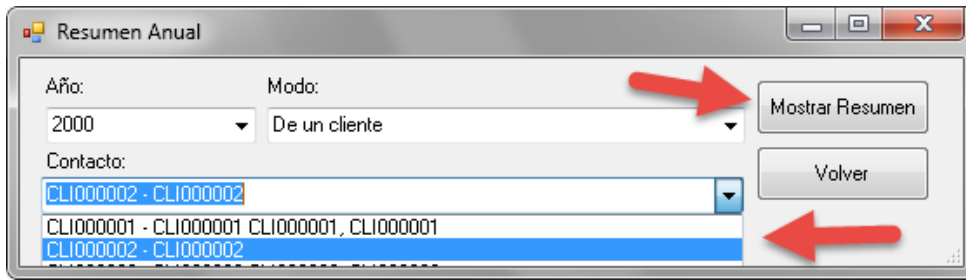 Resumen Anual
Año:
Modo:
2000
De un cliente
Mostrar Resumen
Contacto:
Volver
CLI000002 - CLI000002
CLI000001 - CLI000001 CLI000001, CLI000001
CLI000002 - CLI000002